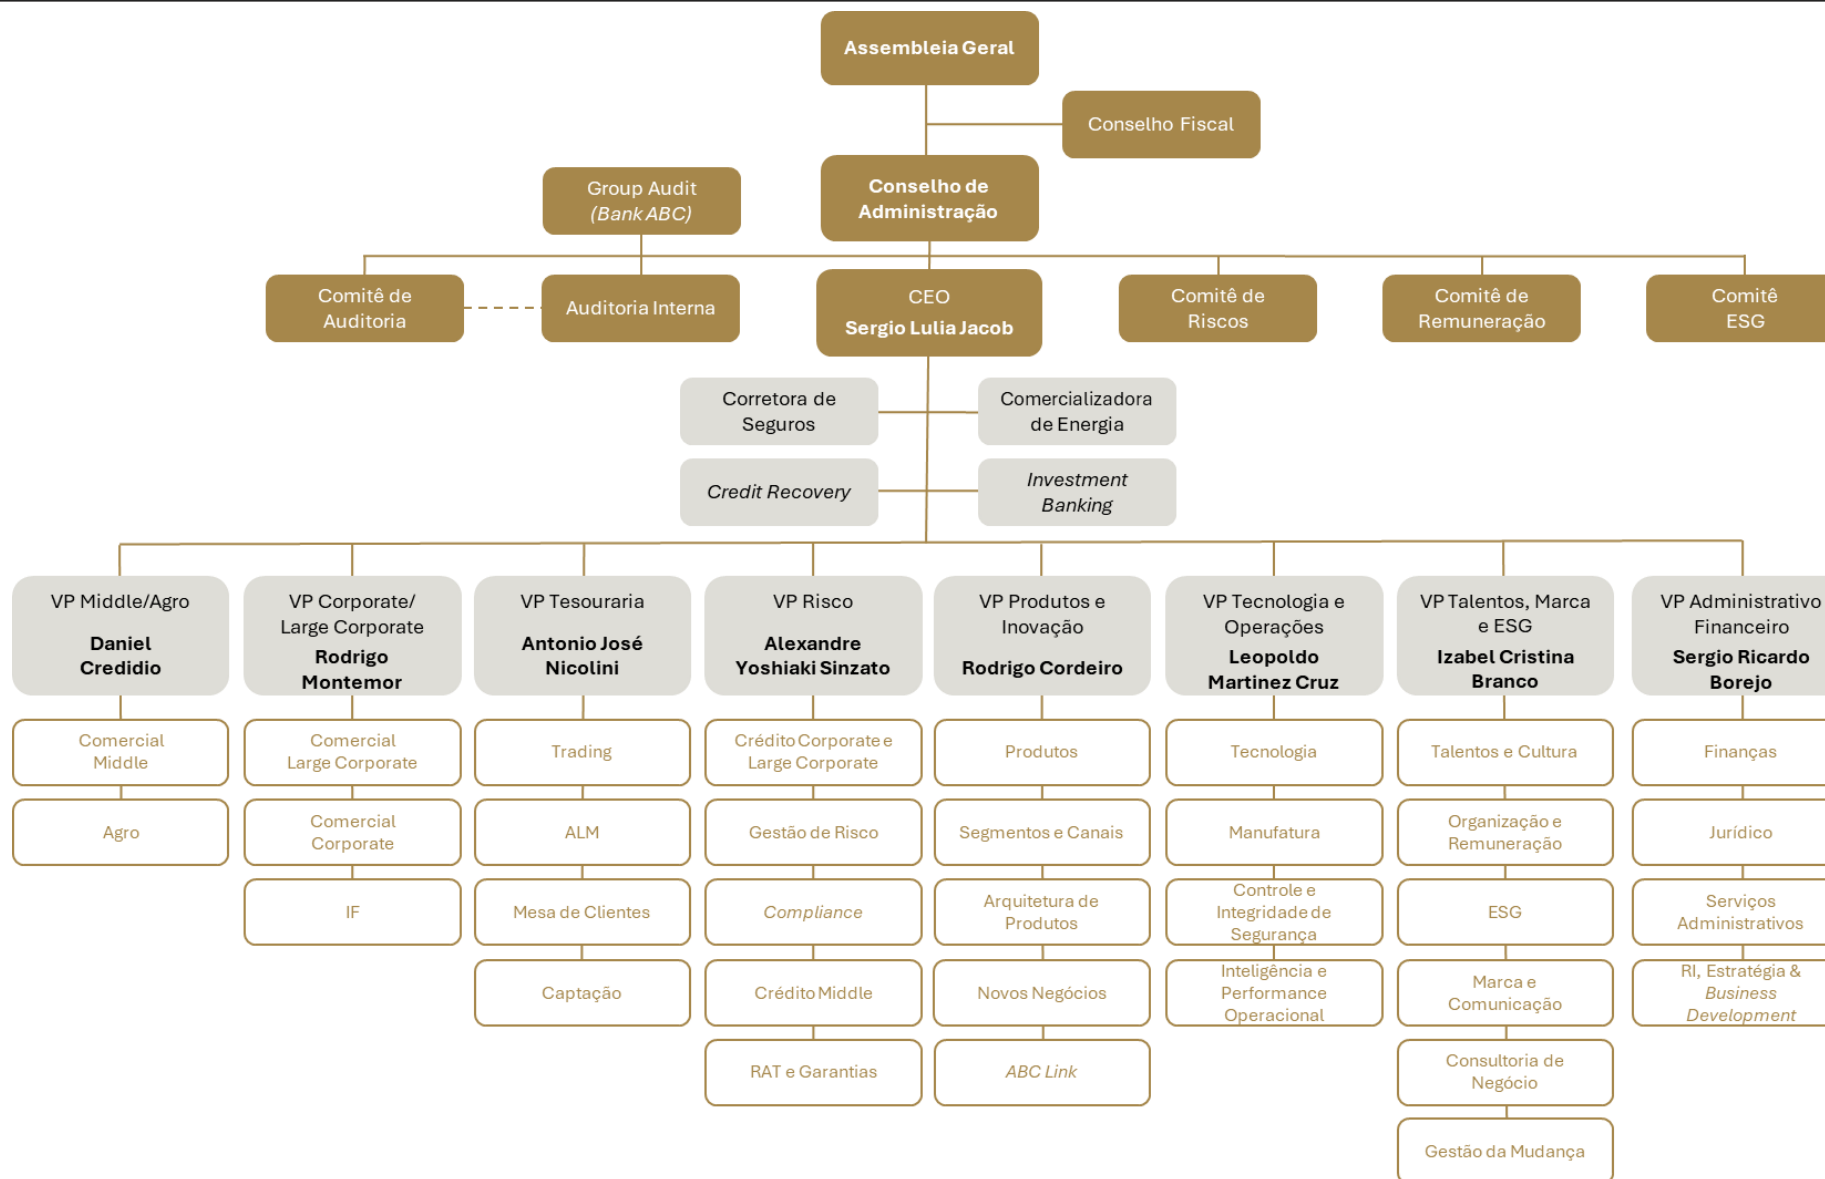 Assembleia Geral
Conselho Fiscal
Group Audit
(Bank ABC)
Conselho de
Administração
Comitê de
Auditoria
Auditoria Interna
CEO
Sergio Lulia Jacob
Comitê de
Riscos
Comitê de
Remuneração
Comitê
ESG
Corretora de
Seguros
Comercializadora
de Energia
Credit Recovery
Investment
Banking
VP Middle/Agro
Daniel
Credidio
VP Corporate/
Large Corporate
Rodrigo
Montemor
VP Tesouraria
Antonio José
Nicolini
VP Risco
Alexandre
Yoshiaki Sinzato
VP Produtos e
Inovação
Rodrigo Cordeiro
VP Tecnologia e
Operações
Leopoldo
Martinez Cruz
VP Talentos, Marca
e ESG
Izabel Cristina
Branco
VP Administrativo
Financeiro
Sergio Ricardo
Borejo
Comercial
Middle
Comercial
Large Corporate
Trading
Crédito Corporate e
Large Corporate
Produtos
Tecnologia
Talentos e Cultura
Finanças
Agro
Comercial
Corporate
ALM
Gestão de Risco
Segmentos e Canais
Manufatura
Organização e
Remuneração
Jurídico
IF
Mesa de Clientes
Compliance
Arquitetura de
Produtos
Controle e
Integridade de
Segurança
ESG
Serviços
Administrativos
Captação
Crédito Middle
Novos Negócios
Inteligência e
Performance
Operacional
Marca e
Comunicação
RI, Estratégia &
Business
Development
RAT e Garantias
ABC Link
Consultoria de
Negócio
Gestão da Mudança